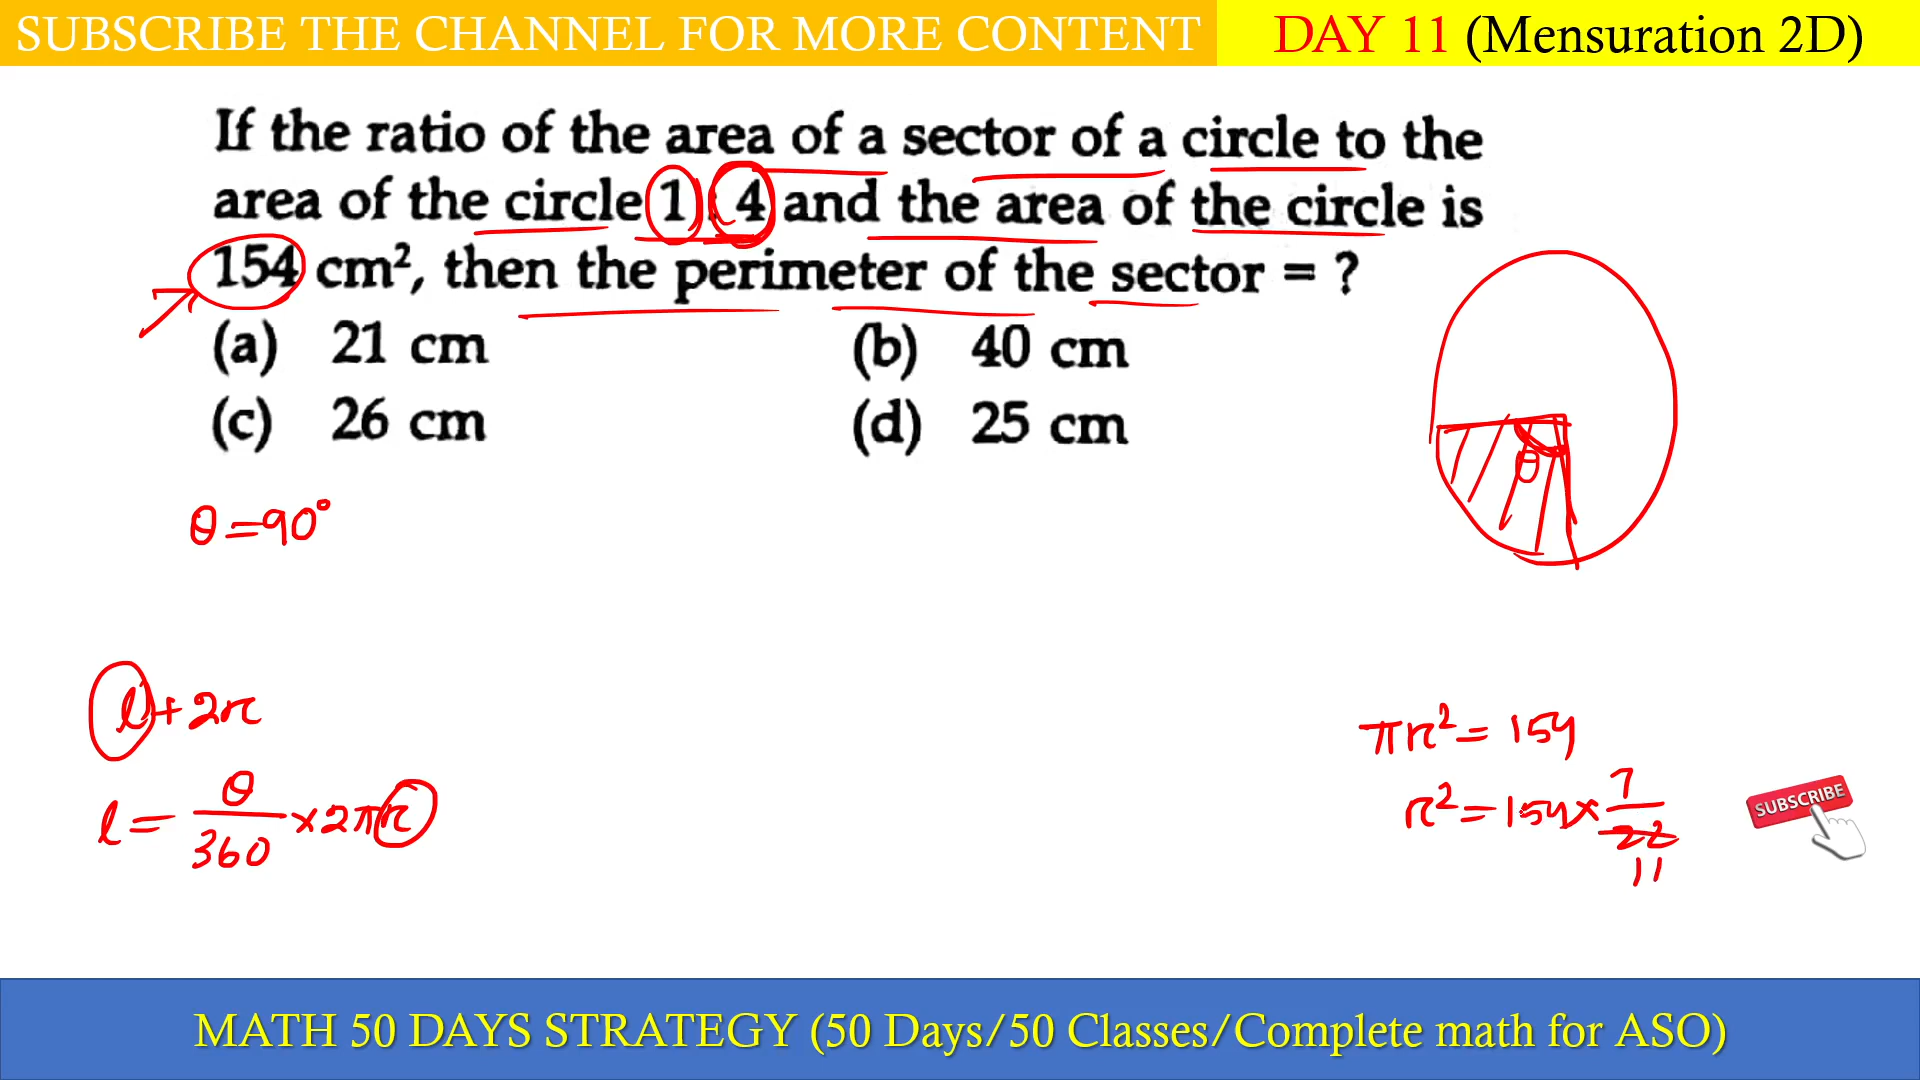 SUBSCRIBE THE CHANNEL FOR MORE CONTENT
DAY 11 (Mensuration 2D)
If the ratio of the area of a sector of a circle to the
area of the circle 1 : 4 and the area of the circle is
154 cm², then the perimeter of the sector = ?
(a) 21 cm (b) 40 cm
(c) 26 cm (d) 25 cm
θ
θ = 90°
l + 2r
l = θ/360 × 2πr
πr² = 154
r² = 154 × 7/22
11
SUBSCRIBE
MATH 50 DAYS STRATEGY (50 Days/50 Classes/Complete math for ASO)